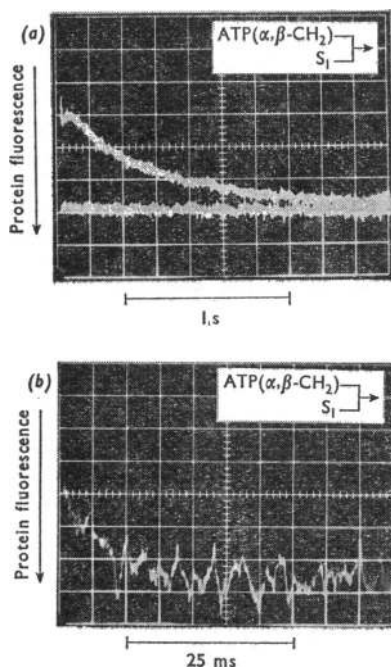 (a)
ATP(α,β-CH₂)
S₁
Protein fluorescence
1.s
(b)
ATP(α,β-CH₂)
S₁
Protein fluorescence
25 ms